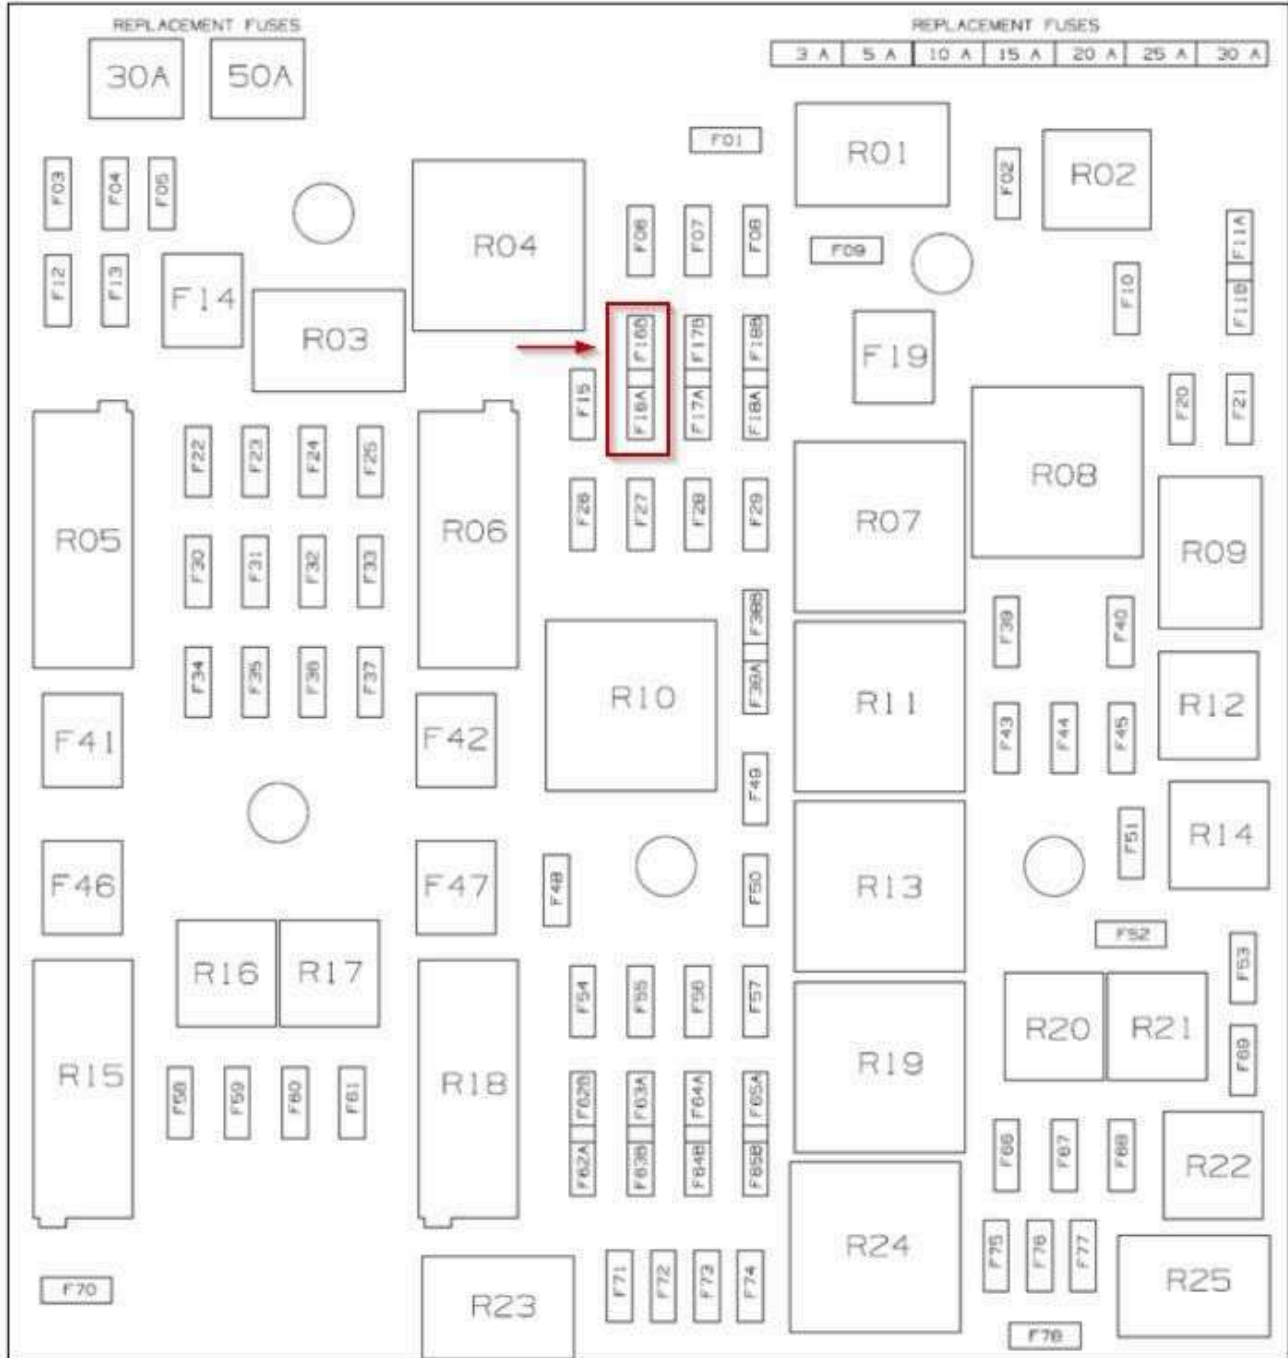 REPLACEMENT FUSES REPLACEMENT FUSES
30A 50A 3 A 5 A 10 A 15 A 20 A 25 A 30 A
F01 R01 F02 R02
F03 F04 F05 R04 F06 F07 F08 F09 F11A
F12 F13 F14 R03 F16B F17B F18B F19 F10 F11B
F15 F16A F17A F18A R08 F20 F21
R05 F22 F23 F24 F25 R06 F26 F27 F28 F29 R07 R09
F30 F31 F32 F33
F38B F39 F40
F34 F35 F36 F37 R10 F38A R11 R12
F41 F42 F43 F44 F45
F49 F51 R14
F46 F47 F48 F50 R13
F52 F53
R16 R17 F54 F55 F56 F57 R20 R21
R15 R18 R19 F69
F58 F59 F60 F61 F62B F63A F64A F65A
F62A F63B F64B F65B F66 F67 F68 R22
R24 F75 F76 F77
F70 R23 F71 F72 F73 F74 R25
F78